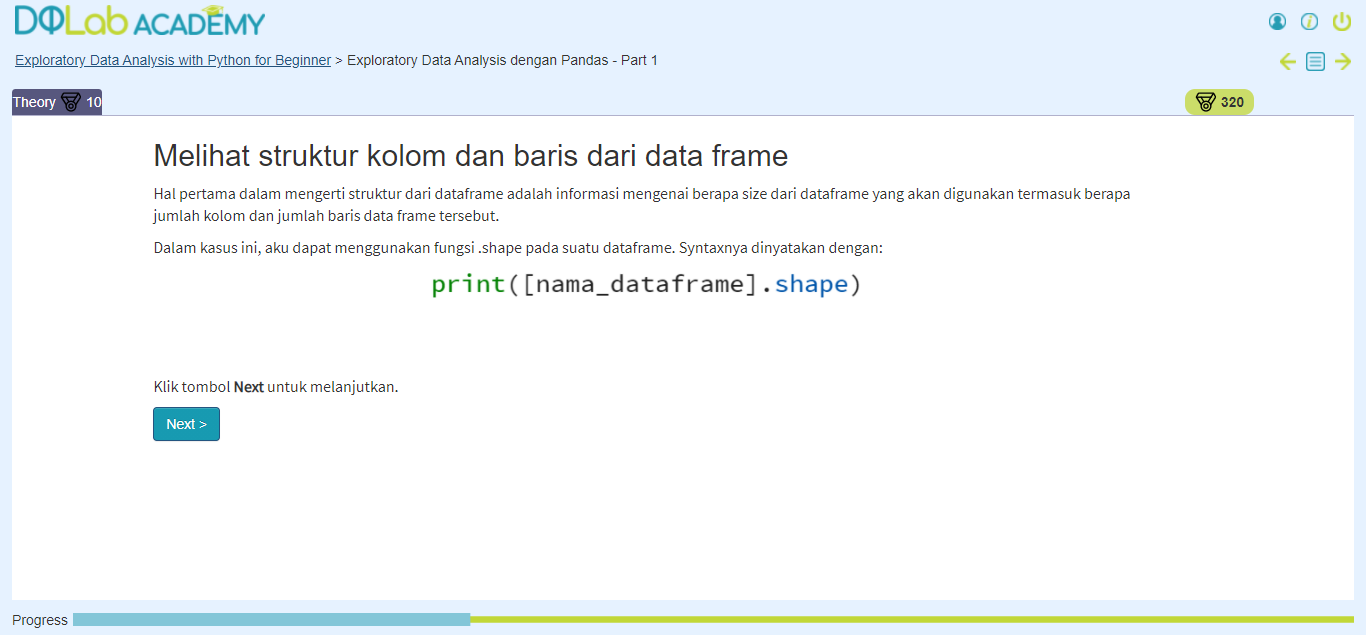 DQLab ACADEMY
Exploratory Data Analysis with Python for Beginner > Exploratory Data Analysis dengan Pandas - Part 1
Theory 10
320
Melihat struktur kolom dan baris dari data frame
Hal pertama dalam mengerti struktur dari dataframe adalah informasi mengenai berapa size dari dataframe yang akan digunakan termasuk berapa
jumlah kolom dan jumlah baris data frame tersebut.
Dalam kasus ini, aku dapat menggunakan fungsi .shape pada suatu dataframe. Syntaxnya dinyatakan dengan:
print([nama_dataframe].shape)
Klik tombol Next untuk melanjutkan.
Next >
Progress